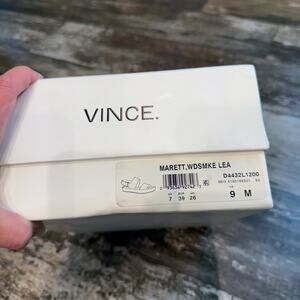 VINCE.
MARETT,WDSMKE LEA
D4432L1200
7 39 26
9 M